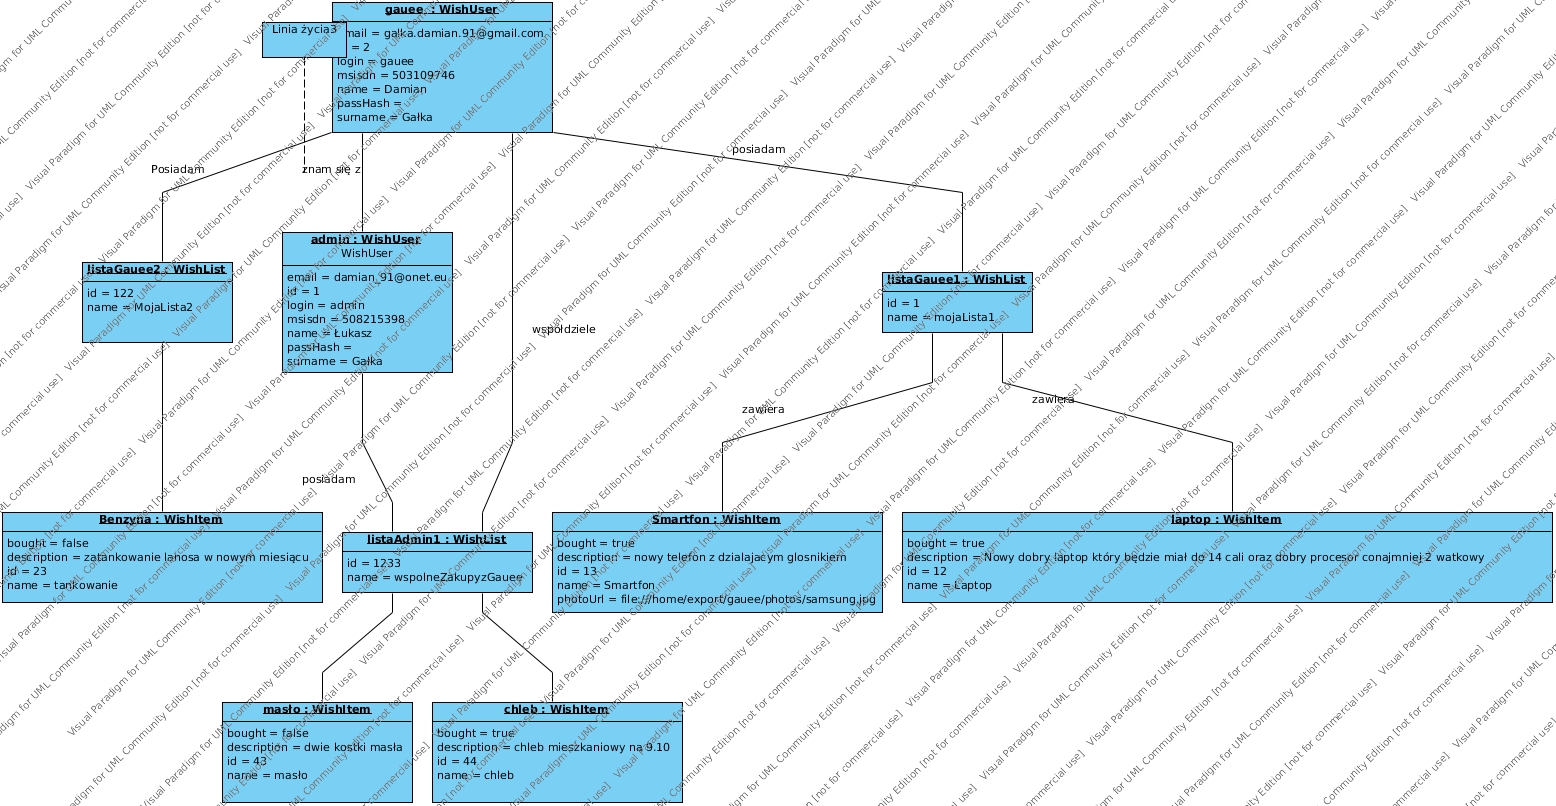 gauee : WishUser
Linia życia3
mail = galka.damian.91@gmail.com
= 2
login = gauee
msisdn = 503109746
name = Damian
passHash =
surname = Gałka
posiadam
Posiadam
znam się z
admin : WishUser
WishUser
email = damian_91@onet.eu
id = 1
login = admin
msisdn = 508215398
name = Łukasz
passHash =
surname = Gałka
listaGauee2 : WishList
id = 122
name = MojaLista2
listaGauee1 : WishList
id = 1
name = mojaLista1
współdziele
zawiera
zawiera
posiadam
Benzyna : WishItem
bought = false
description = zatankowanie lanosa w nowym miesiącu
id = 23
name = tankowanie
listaAdmin1 : WishList
id = 1233
name = wspolneZakupyzGauee
Smartfon : WishItem
bought = true
description = nowy telefon z dzialajacym glosnikiem
id = 13
name = Smartfon
photoUrl = file:///home/export/gauee/photos/samsung.jpg
laptop : WishItem
bought = true
description = Nowy dobry laptop który będzie miał do 14 cali oraz dobry procesor conajmniej 2 watkowy
id = 12
name = Laptop
masło : WishItem
bought = false
description = dwie kostki masła
id = 43
name = masło
chleb : WishItem
bought = true
description = chleb mieszkaniowy na 9.10
id = 44
name = chleb
Visual Paradigm for UML Community Edition [not for commercial use]